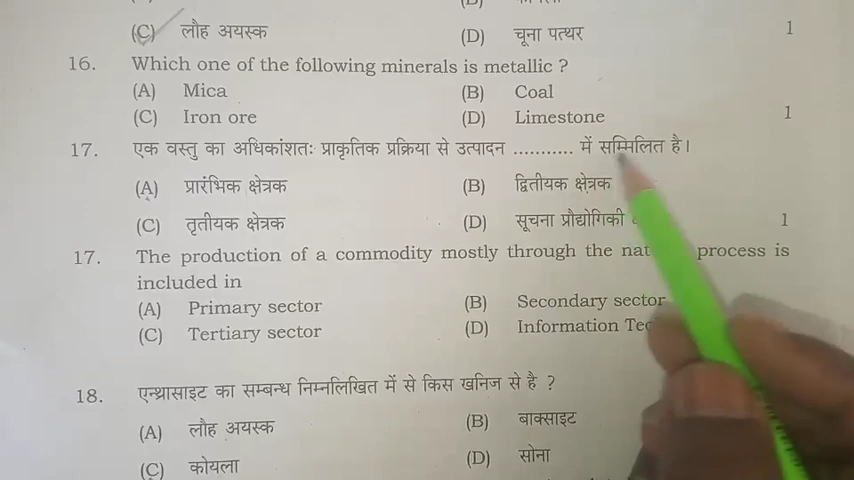 (C) लौह अयस्क (D) चूना पत्थर 1
16. Which one of the following minerals is metallic ?
(A) Mica (B) Coal
(C) Iron ore (D) Limestone 1
17. एक वस्तु का अधिकांशतः प्राकृतिक प्रक्रिया से उत्पादन ........... में सम्मिलित है।
(A) प्रारंभिक क्षेत्रक (B) द्वितीयक क्षेत्रक
(C) तृतीयक क्षेत्रक (D) सूचना प्रौद्योगिकी 1
17. The production of a commodity mostly through the process is
included in
(A) Primary sector (B) Secondary sector
(C) Tertiary sector (D) Information
18. एन्थ्रासाइट का सम्बन्ध निम्नलिखित में से किस खनिज से है ?
(A) लौह अयस्क (B) बाक्साइट
(C) कोयला (D) सोना